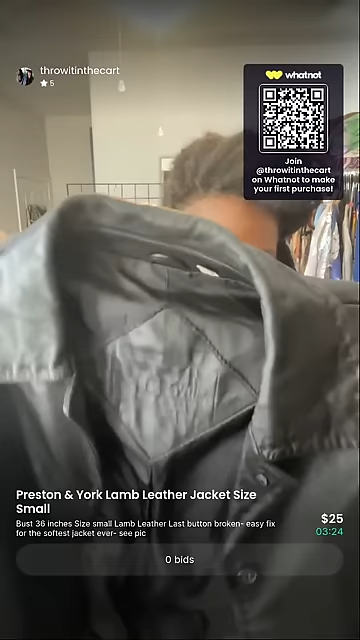 throwitinthecart
★ 5
whatnot
Join
@throwitinthecart
on Whatnot to make
your first purchase!
Preston & York Lamb Leather Jacket Size
Small
Bust 36 inches Size small Lamb Leather Last button broken- easy fix
for the softest jacket ever- see pic
$25
03:24
0 bids